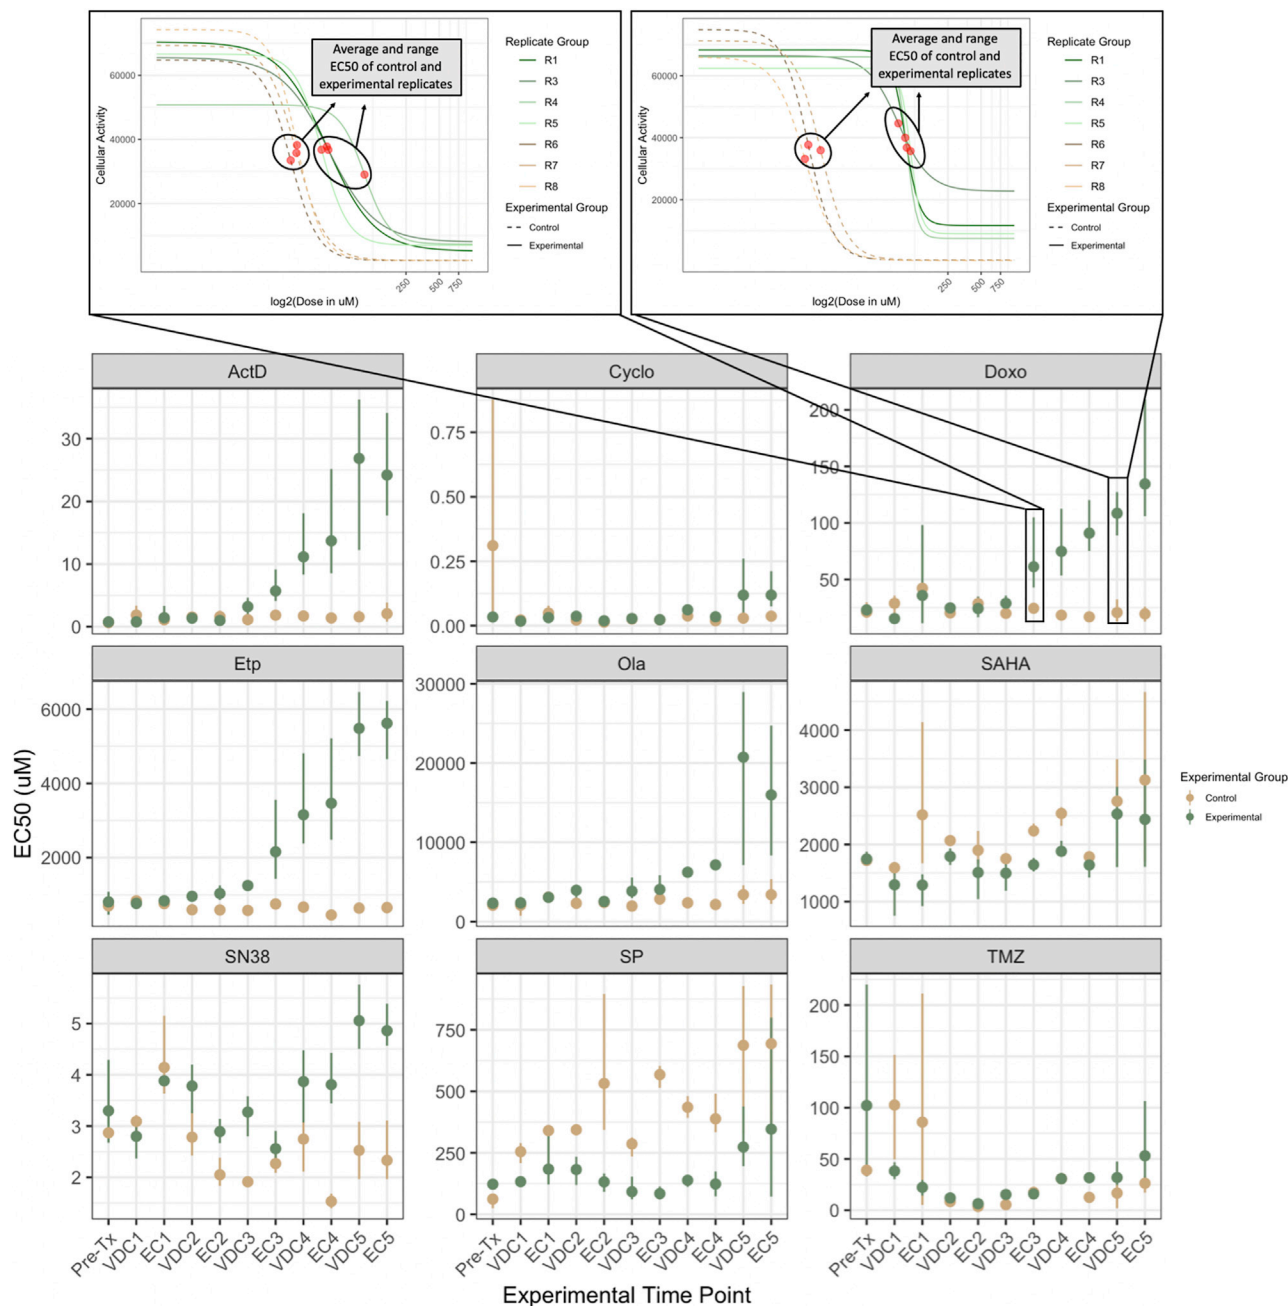 Average and range
EC50 of control and
experimental replicates
Cellular Activity
60000
40000
20000
250
500
750
log2(Dose in uM)
Replicate Group
R1
R3
R4
R5
R6
R7
R8
Experimental Group
Control
Experimental
Average and range
EC50 of control and
experimental replicates
Cellular Activity
60000
40000
20000
250
500
750
log2(Dose in uM)
Replicate Group
R1
R3
R4
R5
R6
R7
R8
Experimental Group
Control
Experimental
ActD
30
20
10
0
Cyclo
0.75
0.50
0.25
0.00
Doxo
200
150
100
50
Etp
6000
4000
2000
Ola
30000
20000
10000
0
SAHA
4000
3000
2000
1000
SN38
5
4
3
2
SP
750
500
250
0
TMZ
200
150
100
50
0
EC50 (uM)
Pre-Tx
VDC1
EC1
VDC2
EC2
VDC3
EC3
VDC4
EC4
VDC5
EC5
Pre-Tx
VDC1
EC1
VDC2
EC2
VDC3
EC3
VDC4
EC4
VDC5
EC5
Pre-Tx
VDC1
EC1
VDC2
EC2
VDC3
EC3
VDC4
EC4
VDC5
EC5
Experimental Time Point
Experimental Group
Control
Experimental